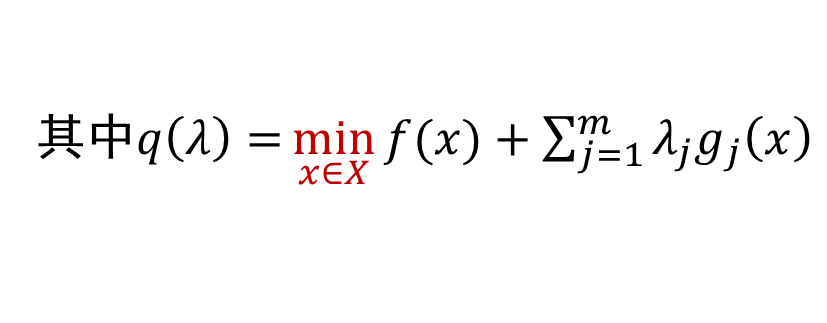 其中q(λ) = min_{x∈X} f(x) + ∑_{j=1}^{m} λ_j g_j(x)